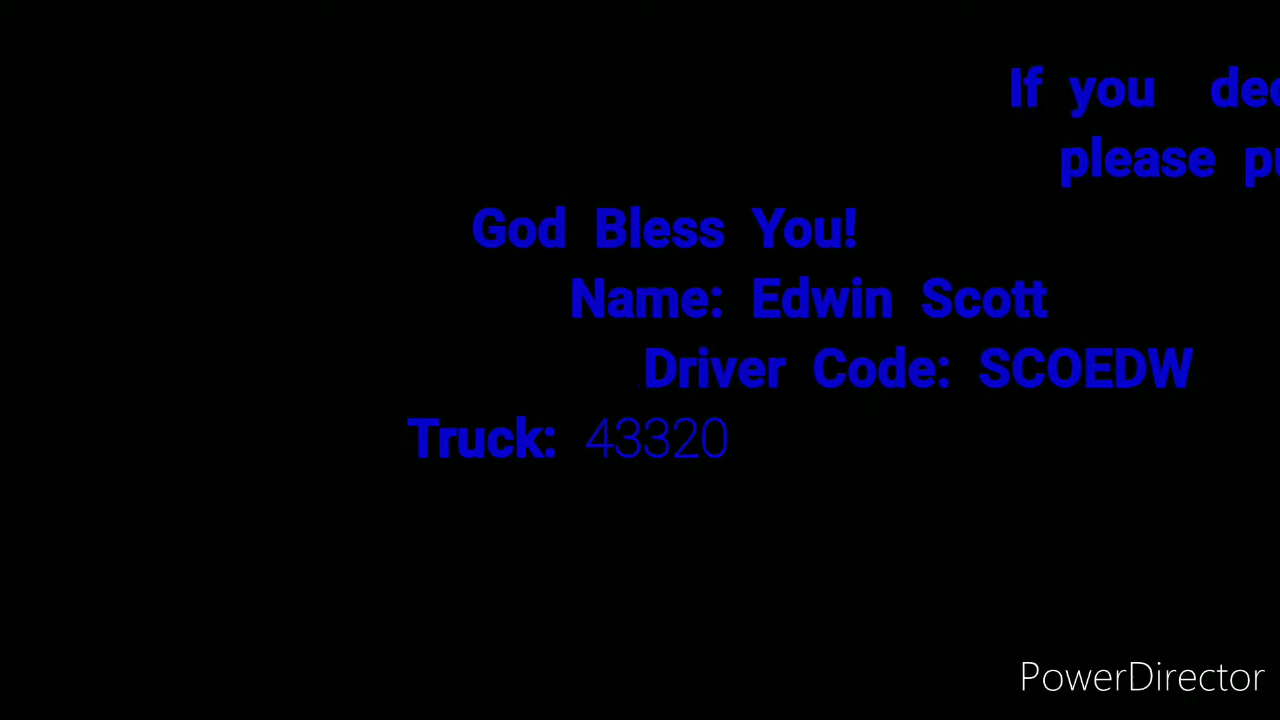 If you
please
God Bless You!
Name: Edwin Scott
Driver Code: SCOEDW
Truck: 43320
PowerDirector